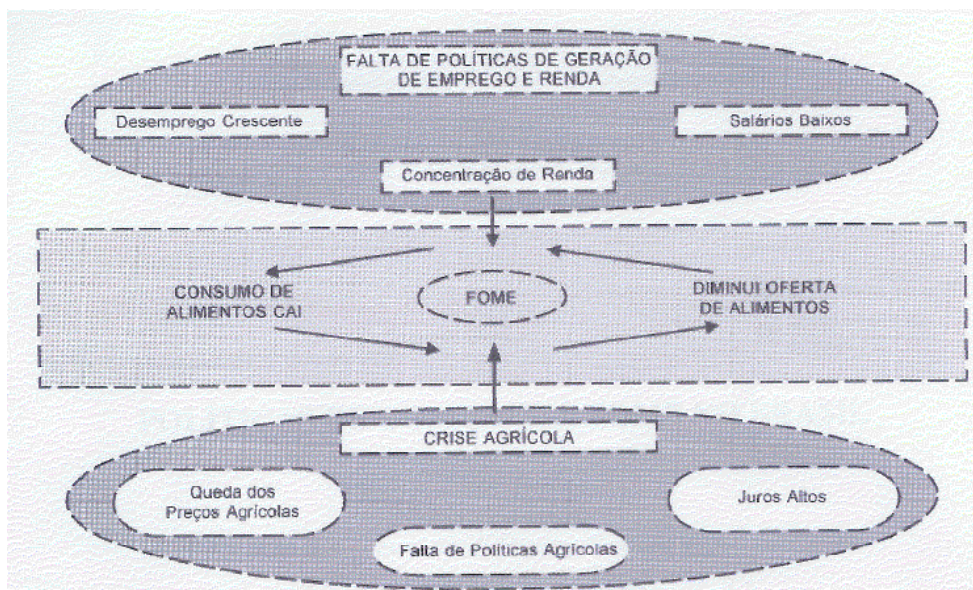 FALTA DE POLÍTICAS DE GERAÇÃO
DE EMPREGO E RENDA
Desemprego Crescente
Salários Baixos
Concentração de Renda
CONSUMO DE
ALIMENTOS CAI
FOME
DIMINUI OFERTA
DE ALIMENTOS
CRISE AGRÍCOLA
Queda dos
Preços Agrícolas
Juros Altos
Falta de Políticas Agrícolas